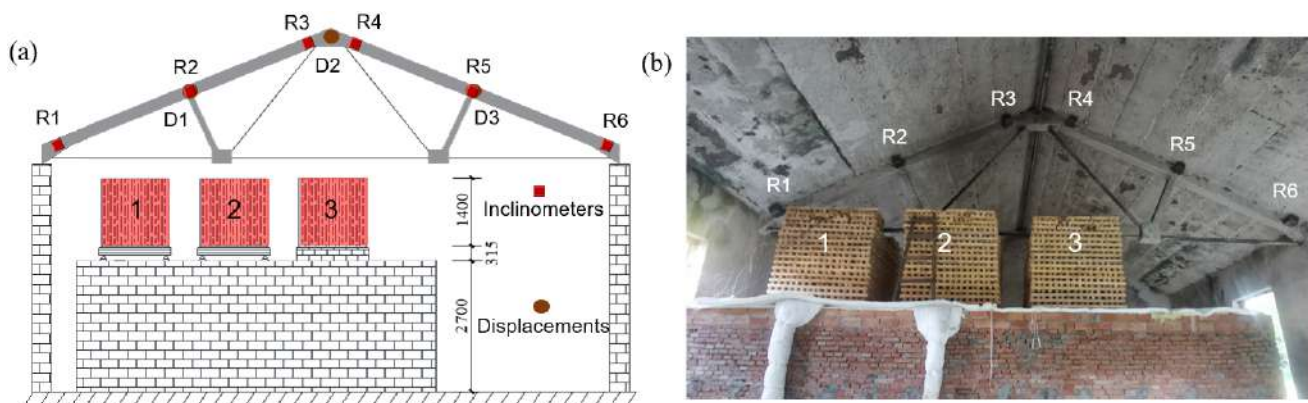 (a)
R3 R4
D2
R2
D1
R5
D3
R1
R6
1 2 3
1400
315
2700
Inclinometers
Displacements
(b)
R3 R4
R2
R5
R1
R6
1 2 3